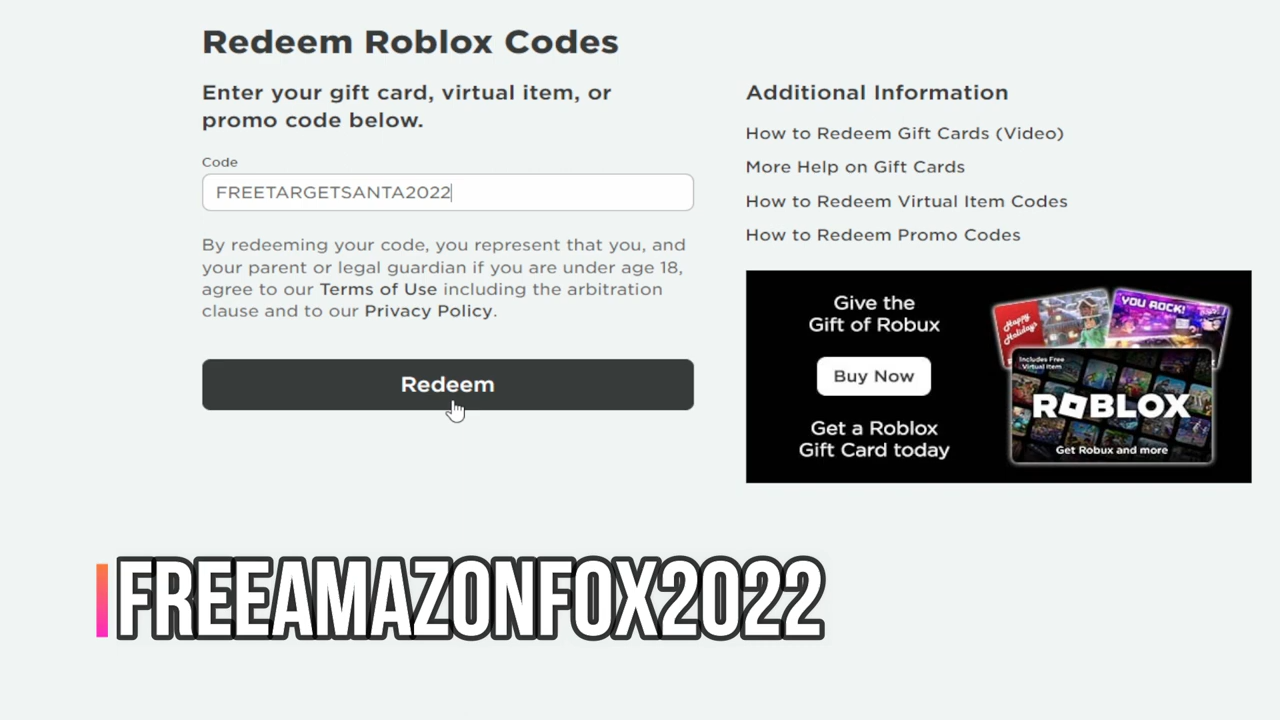 Redeem Roblox Codes
Enter your gift card, virtual item, or
promo code below.
Code
FREETARGETSANTA2022
By redeeming your code, you represent that you, and
your parent or legal guardian if you are under age 18,
agree to our Terms of Use including the arbitration
clause and to our Privacy Policy.
Redeem
Additional Information
How to Redeem Gift Cards (Video)
More Help on Gift Cards
How to Redeem Virtual Item Codes
How to Redeem Promo Codes
Give the
Gift of Robux
Buy Now
Get a Roblox
Gift Card today
Happy
Holidays
YOU ROCK!
Includes Free
Virtual Item
ROBLOX
Get Robux and more
FREEAMAZONFOX2022